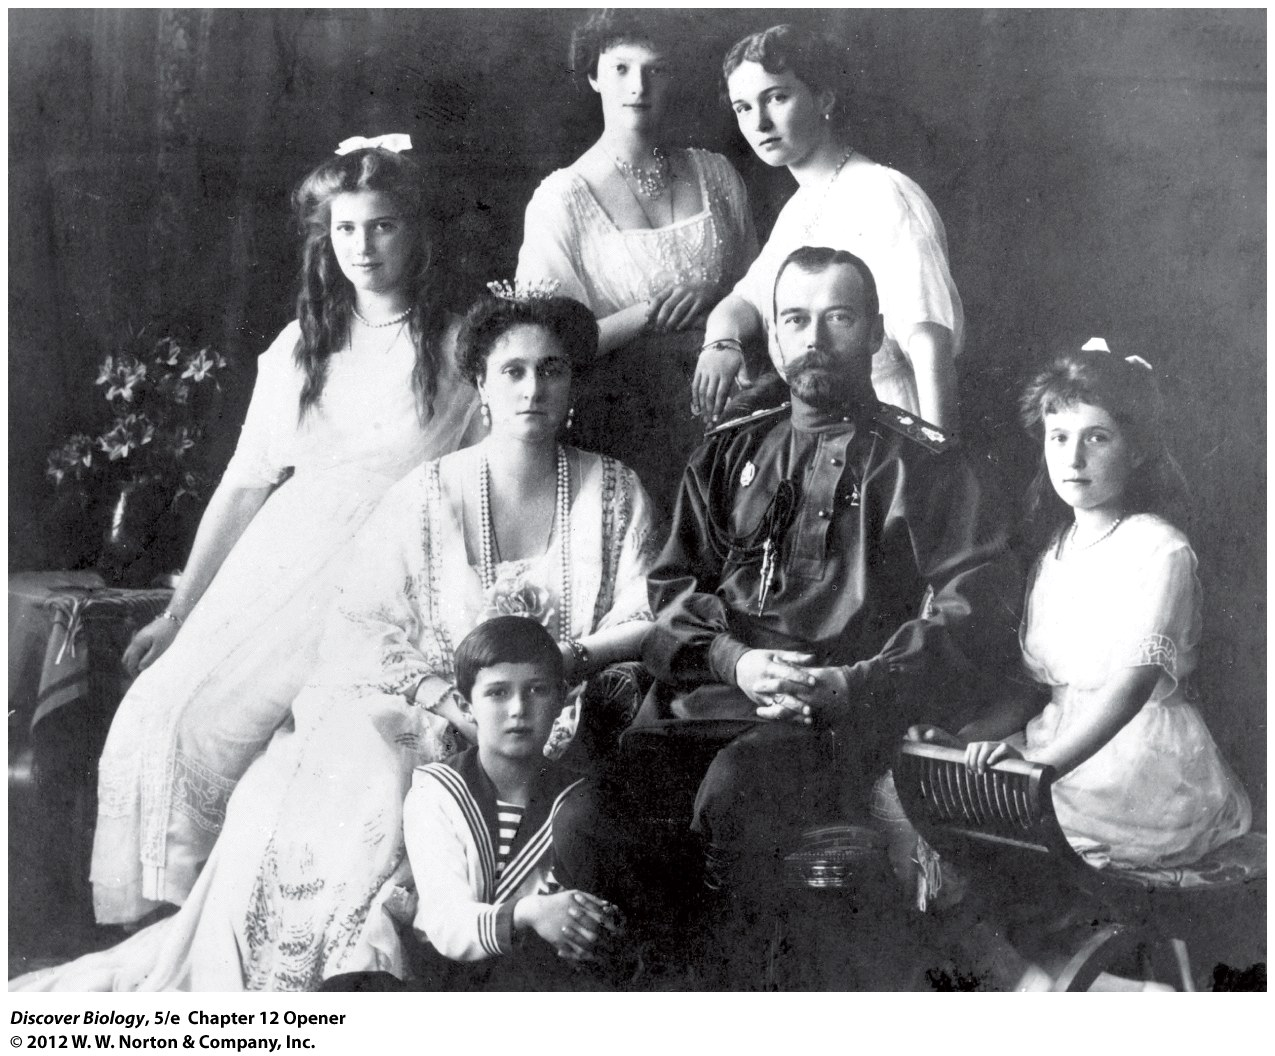 Discover Biology, 5/e Chapter 12 Opener
© 2012 W. W. Norton & Company, Inc.